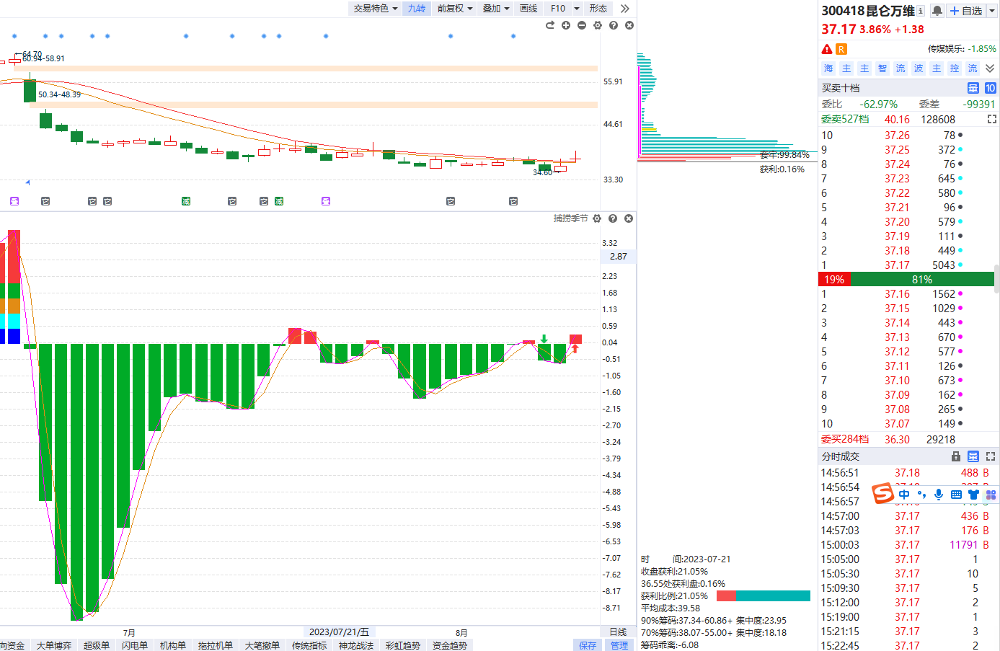 交易特色 九转 前复权 叠加 画线 F10 形态
300418昆仑万维
自选
37.17 3.86% +1.38
R
传媒娱乐: -1.85%
海 主 主 智 流 波 主 控 流
买卖十档 量 10
委比 -62.97% 委差 -99391
委卖527档 40.16 128608
10 37.26 78
9 37.25 372
8 37.24 76
7 37.23 645
6 37.22 580
5 37.21 96
4 37.20 579
3 37.19 111
2 37.18 449
1 37.17 5043
19% 81%
1 37.16 1562
2 37.15 1029
3 37.14 443
4 37.13 670
5 37.12 577
6 37.11 126
7 37.10 673
8 37.09 162
9 37.08 265
10 37.07 149
委买284档 36.30 29218
分时成交 量
14:56:51 37.18 488 B
14:56:54
14:56:57
中
14:57:00 37.17 436 B
14:57:03 37.17 176 B
15:00:03 37.17 11791 B
15:05:00 37.17 1
15:05:30 37.17 10
15:09:30 37.17 5
15:12:00 37.17 2
15:19:00 37.17 1
15:21:15 37.17 3
15:22:45 37.17 2
64.70
60.94-58.91
50.34-48.39
34.60
55.91
44.61
33.30
减
减
套牢:99.84%
获利:0.16%
捕捞季节
3.32
2.87
2.23
1.68
1.13
0.59
0.04
-0.51
-1.05
-1.60
-2.15
-2.70
-3.24
-3.79
-4.34
-4.88
-5.43
-5.98
-6.53
-7.07
-7.62
-8.17
-8.71
7月 2023/07/21/五 8月 日线
向资金 大单博弈 超级单 闪电单 机构单 拖拉机单 大笔撤单 传统指标 神龙战法 彩虹趋势 资金趋势 保存 管理
时 间:2023-07-21
收盘获利:21.05%
36.55处获利盘:0.16%
获利比例:21.05%
平均成本:39.58
90%筹码:37.34-60.86+ 集中度:23.95
70%筹码:38.07-55.00+ 集中度:18.18
筹码乖离:-6.08